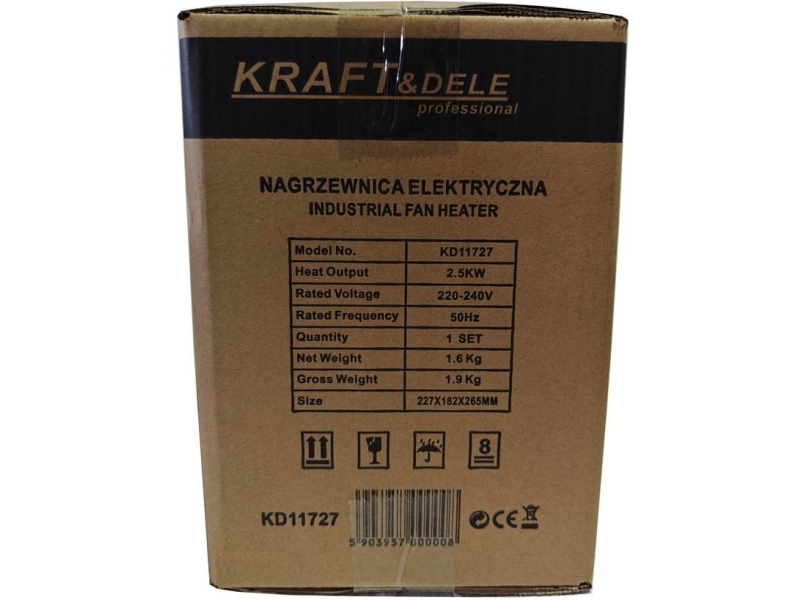 KRAFT&DELE
professional
NAGRZEWNICA ELEKTRYCZNA
INDUSTRIAL FAN HEATER
Model No. KD11727
Heat Output 2.5KW
Rated Voltage 220-240V
Rated Frequency 50Hz
Quantity 1 SET
Net Weight 1.6 Kg
Gross Weight 1.9 Kg
Size 227X182X265MM
8
KD11727
CE
5 903957 000008